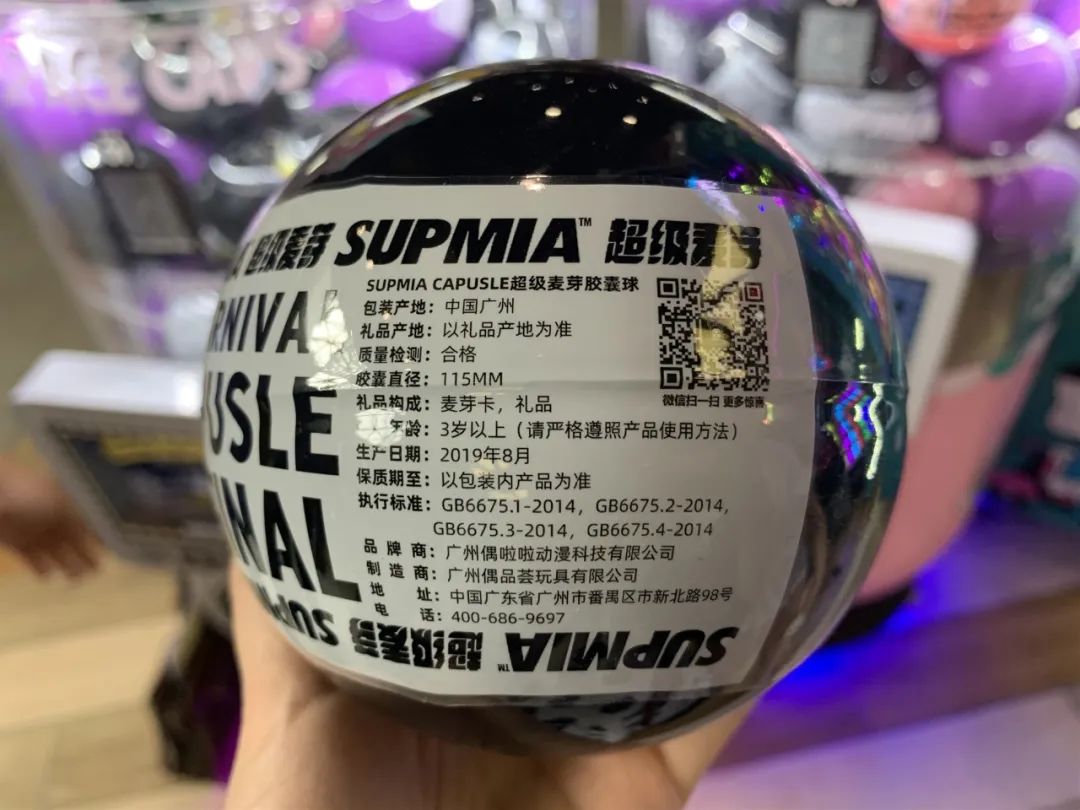 超级麦芽 SUPMIA™ 超级麦芽
SUPMIA CAPUSLE超级麦芽胶囊球
包装产地：中国广州
礼品产地：以礼品产地为准
质量检测：合格
胶囊直径：115MM
礼品构成：麦芽卡，礼品
年龄：3岁以上（请严格遵照产品使用方法）
生产日期：2019年8月
保质期至：以包装内产品为准
执行标准：GB6675.1-2014，GB6675.2-2014，
GB6675.3-2014，GB6675.4-2014
品牌商：广州偶啦啦动漫科技有限公司
制造商：广州偶品荟玩具有限公司
地址：中国广东省广州市番禺区市新北路98号
电话：400-686-9697
微信扫一扫 更多惊喜
RNIVAL
USLE
NAL
SUPMIA™ 超级麦芽 SUP
SUPMIA